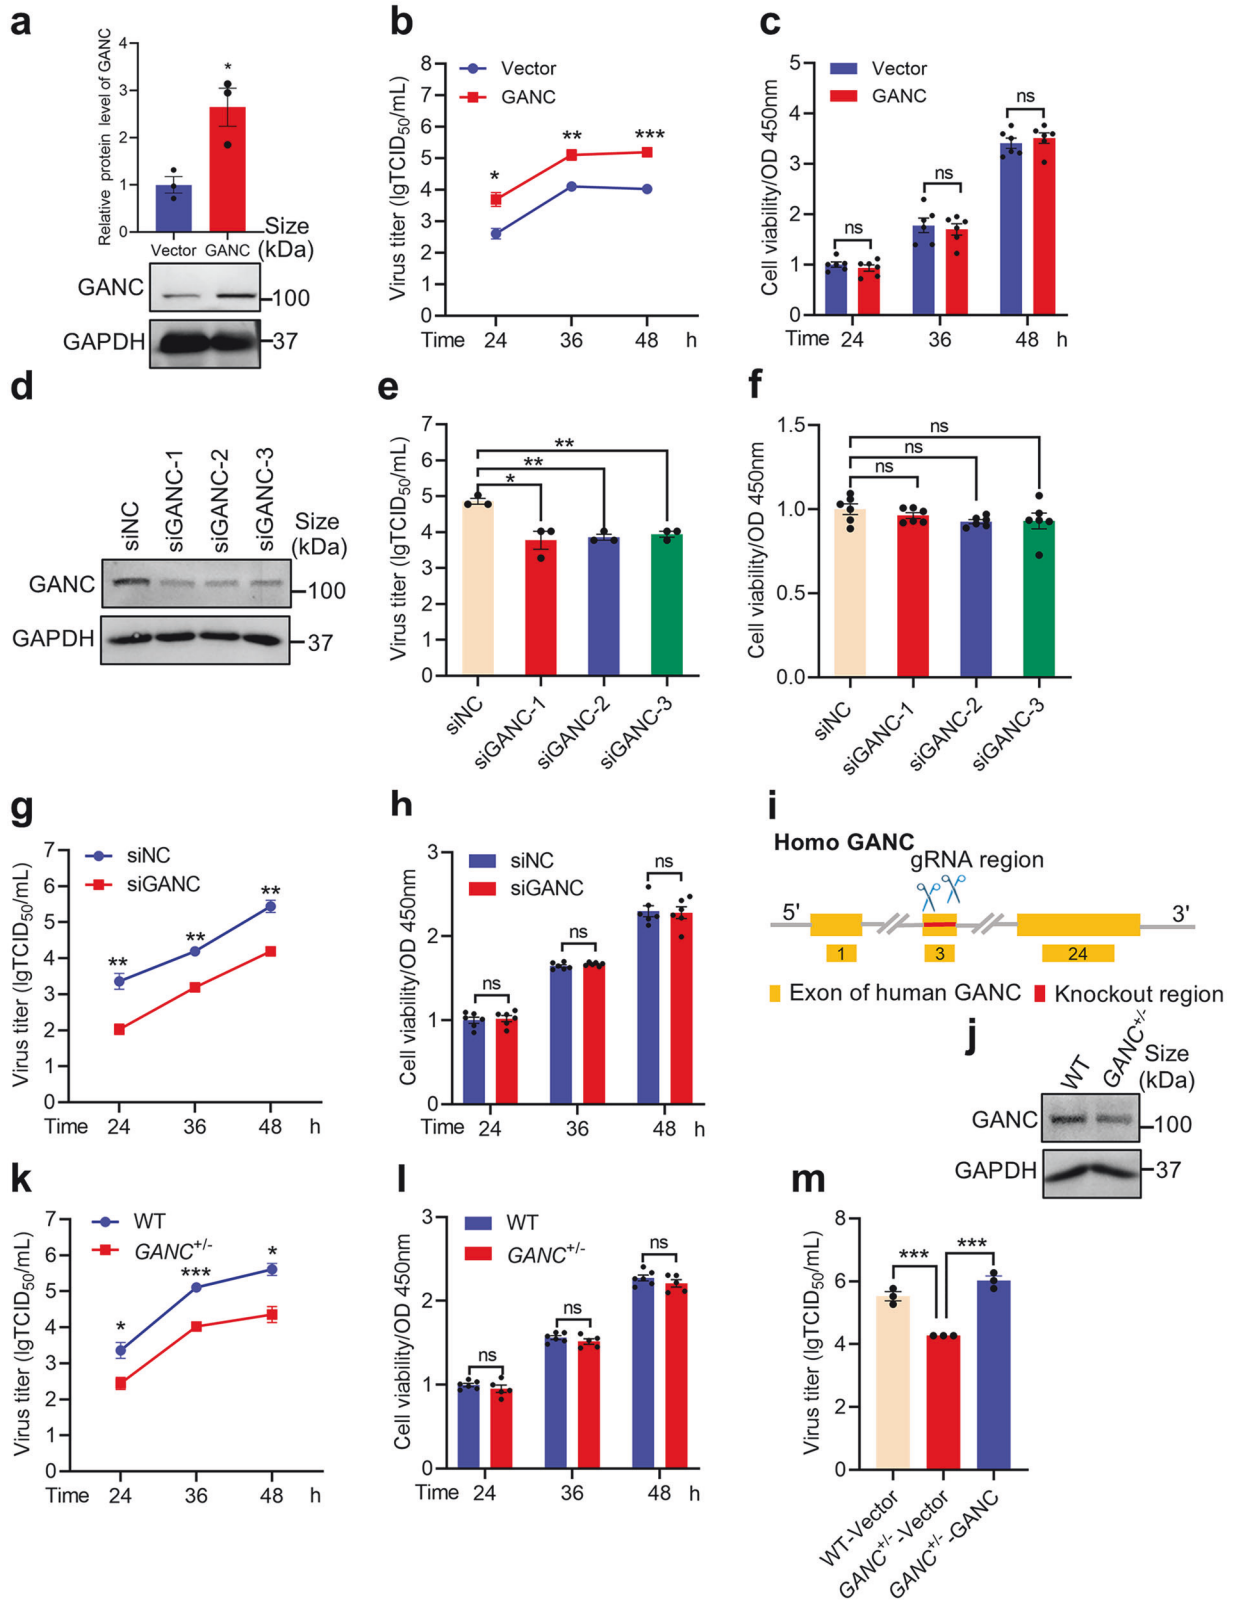 a
Relative protein level of GANC
4
3
2
1
0
*
Vector GANC
Size
(kDa)
GANC
100
GAPDH
37
b
Virus titer (lgTCID50/mL)
8
7
6
5
4
3
2
1
0
Vector
GANC
*
**
***
Time 24 36 48 h
c
Cell viability/OD 450nm
5
4
3
2
1
0
Vector
GANC
ns
ns
ns
Time 24 36 48 h
d
siNC
siGANC-1
siGANC-2
siGANC-3
Size
(kDa)
GANC
100
GAPDH
37
e
Virus titer (lgTCID50/mL)
7
6
5
4
3
2
1
0
**
**
*
siNC
siGANC-1
siGANC-2
siGANC-3
f
Cell viability/OD 450nm
1.5
1.0
0.5
0.0
ns
ns
ns
siNC
siGANC-1
siGANC-2
siGANC-3
g
Virus titer (lgTCID50/mL)
7
6
5
4
3
2
1
0
siNC
siGANC
**
**
**
Time 24 36 48 h
h
Cell viability/OD 450nm
3
2
1
0
siNC
siGANC
ns
ns
ns
Time 24 36 48 h
i
Homo GANC
gRNA region
5' 3'
1 3 24
Exon of human GANC Knockout region
j
WT
GANC+/-
Size
(kDa)
GANC
100
GAPDH
37
k
Virus titer (lgTCID50/mL)
7
6
5
4
3
2
1
0
WT
GANC+/-
*
***
*
Time 24 36 48 h
l
Cell viability/OD 450nm
3
2
1
0
WT
GANC+/-
ns
ns
ns
Time 24 36 48 h
m
Virus titer (lgTCID50/mL)
8
6
4
2
0
*** ***
WT-Vector
GANC+/--Vector
GANC+/--GANC